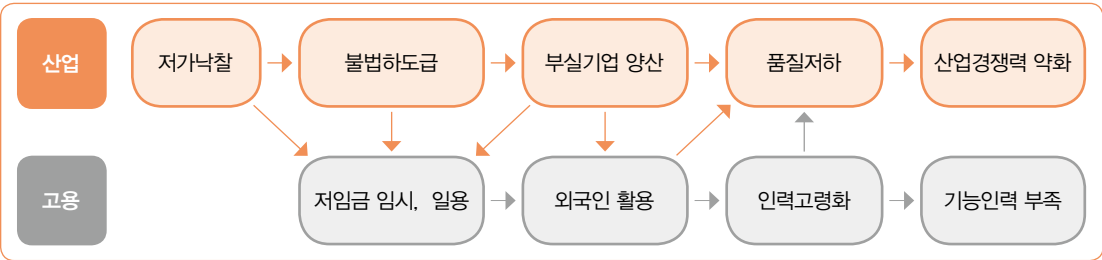 산업
저가낙찰
불법하도급
부실기업 양산
품질저하
산업경쟁력 약화
고용
저임금 임시, 일용
외국인 활용
인력고령화
기능인력 부족